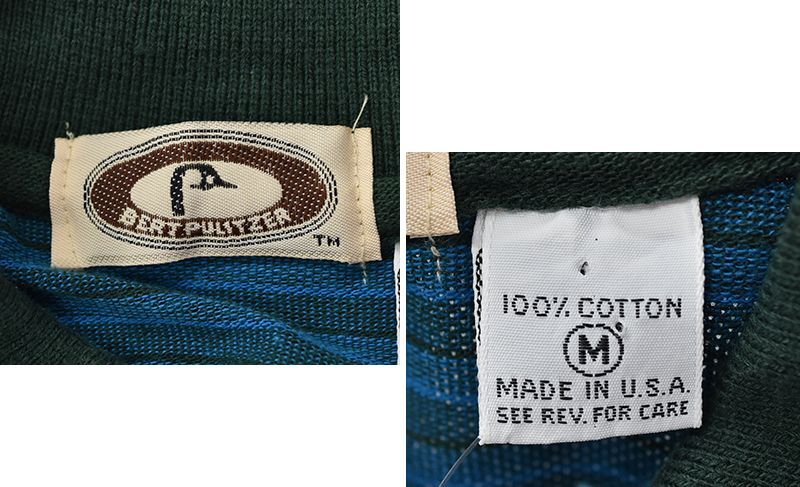 BERT PULITZER
TM
100% COTTON
M
MADE IN U.S.A.
SEE REV. FOR CARE